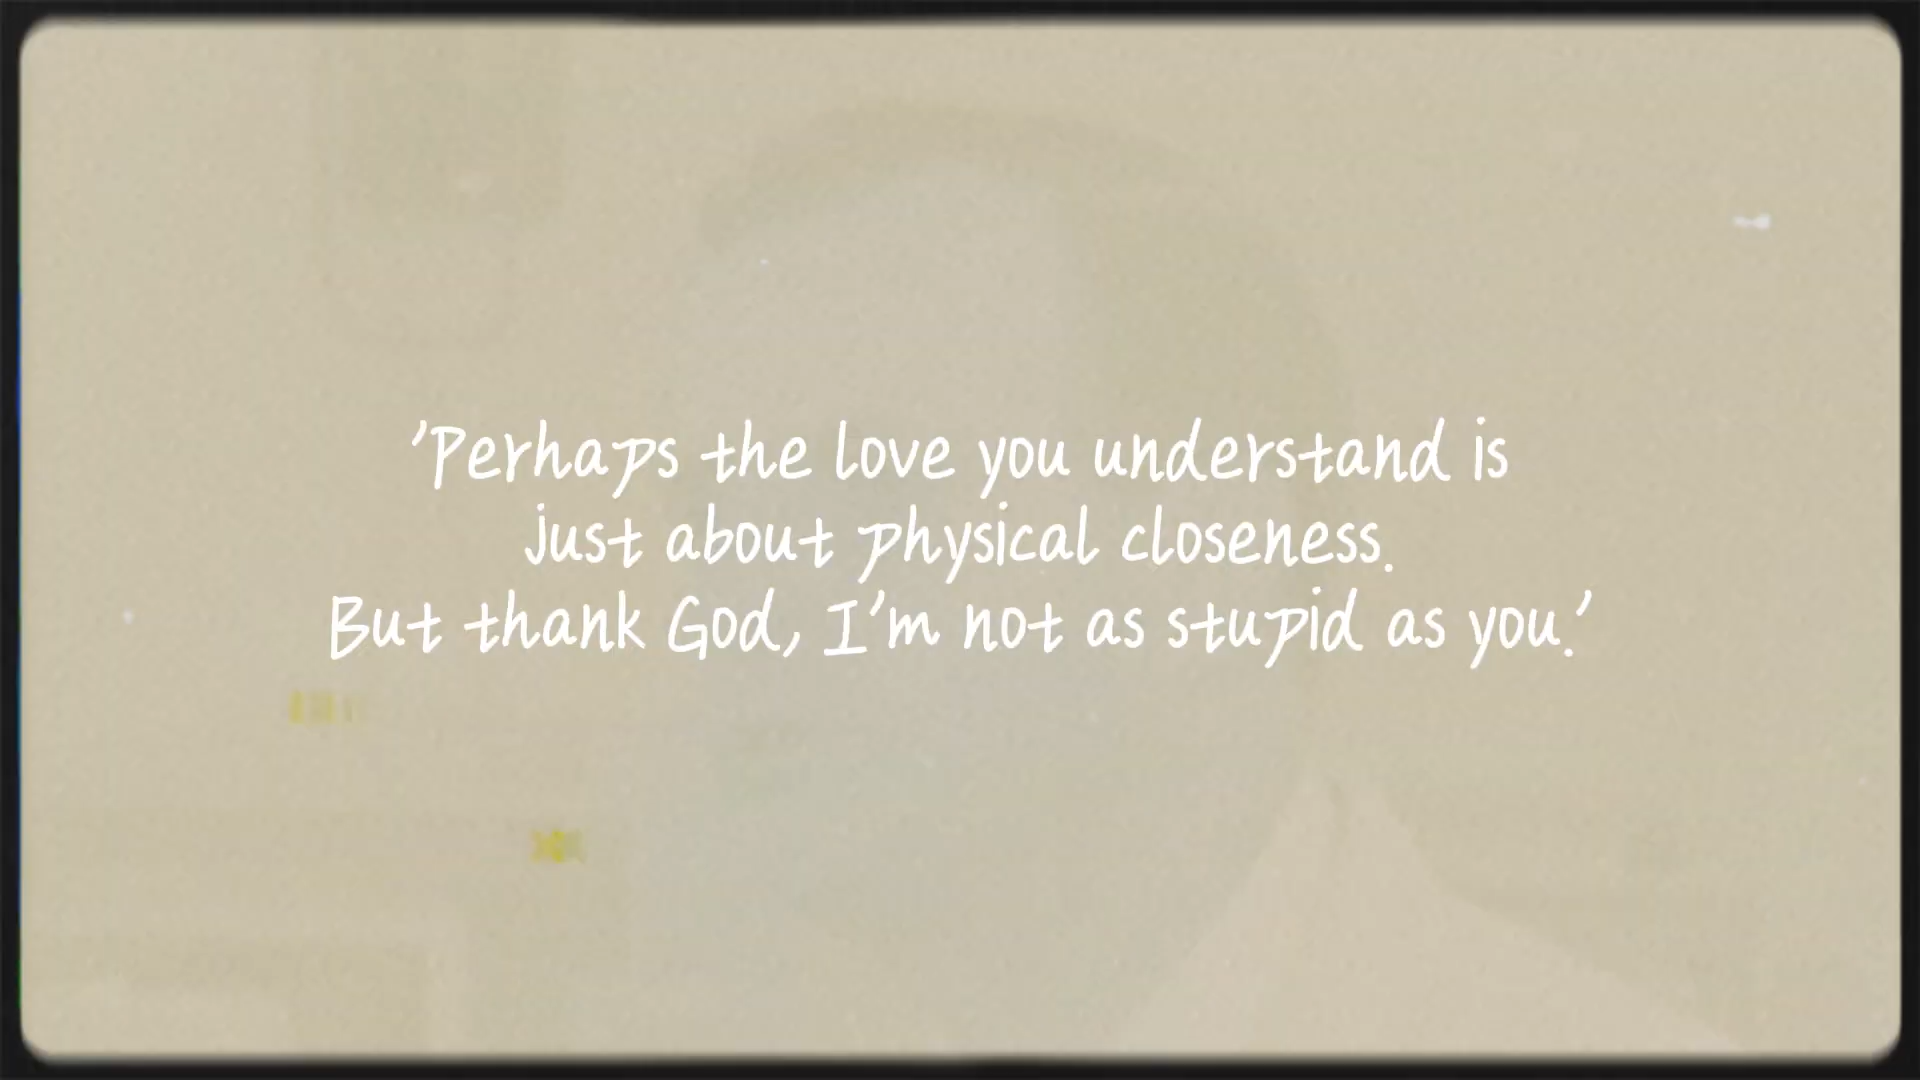 'Perhaps the love you understand is
just about physical closeness.
But thank God, I'm not as stupid as you.'